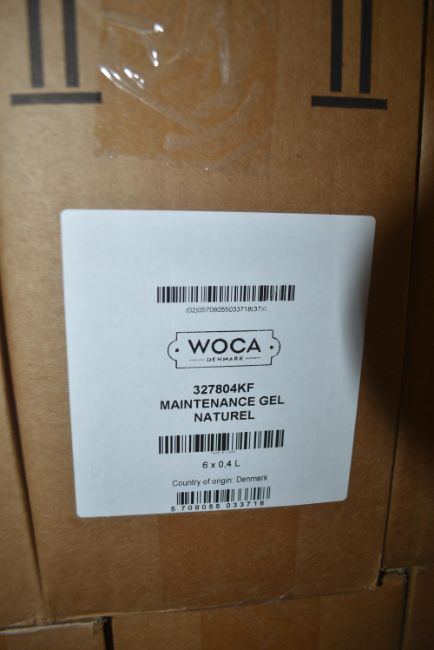 (02)05708055033718(37)6
WOCA
DENMARK
327804KF
MAINTENANCE GEL
NATUREL
6 x 0,4 L
Country of origin: Denmark
5 708055 033718